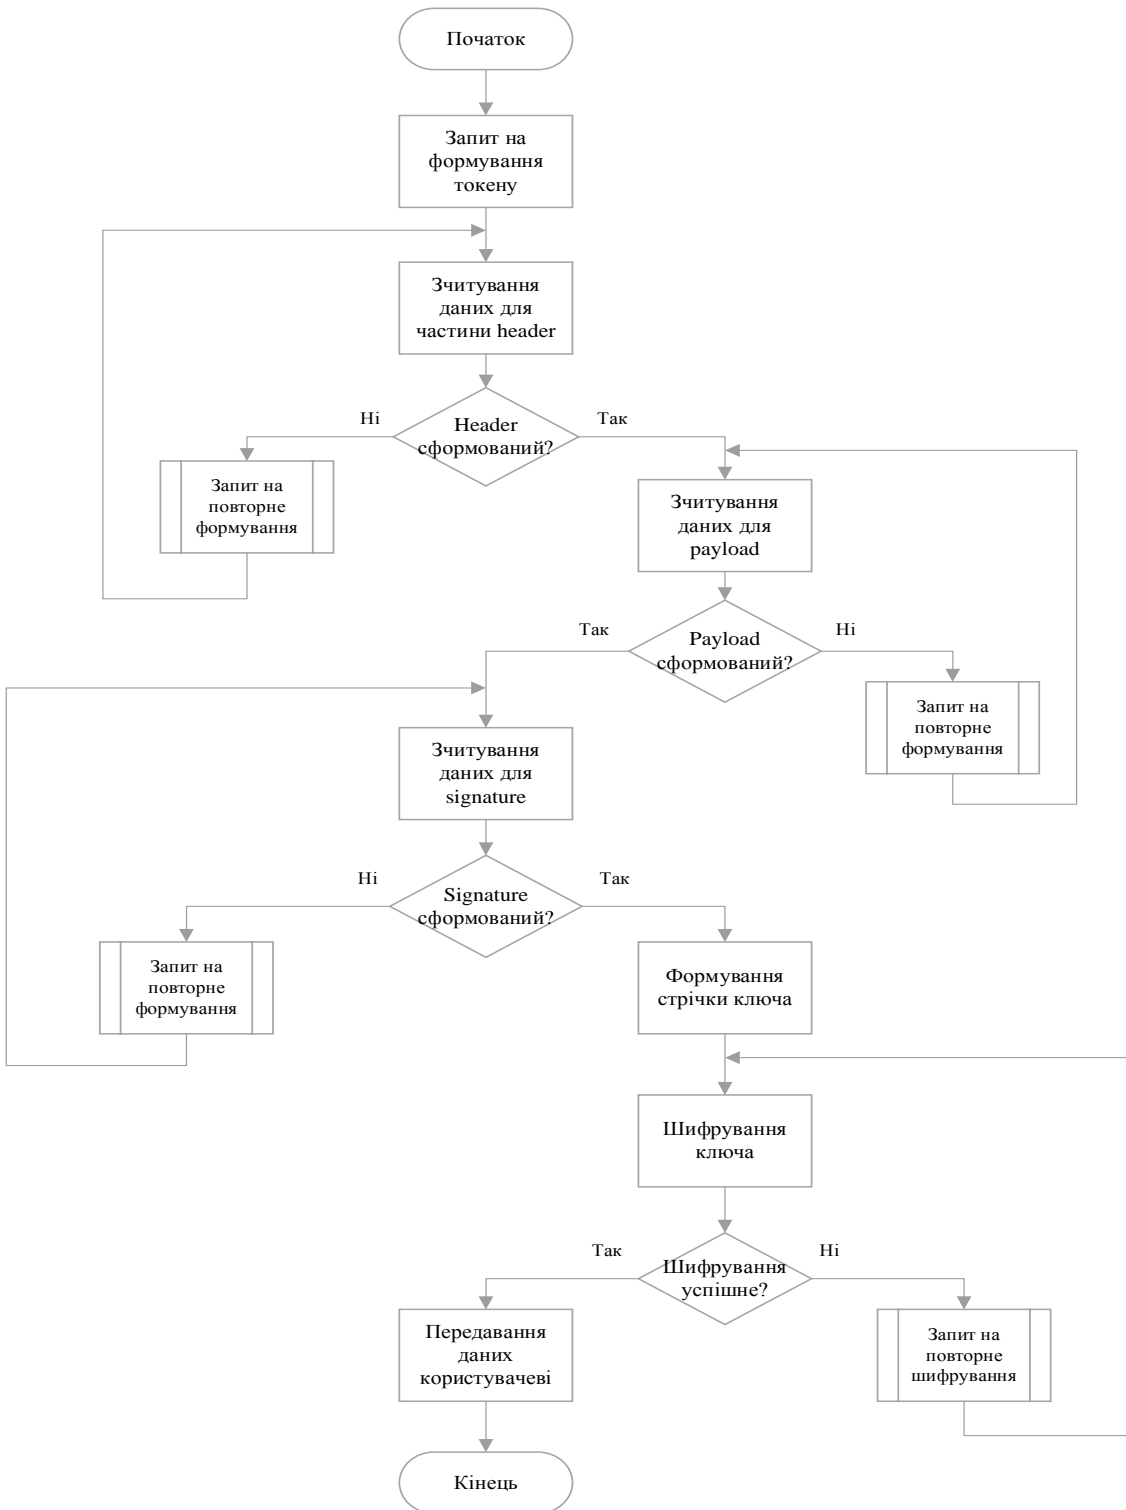 Початок
Запит на
формування
токену
Зчитування
даних для
частини header
Ні
Header
сформований?
Так
Запит на
повторне
формування
Зчитування
даних для
payload
Так
Payload
сформований?
Ні
Запит на
повторне
формування
Зчитування
даних для
signature
Ні
Signature
сформований?
Так
Запит на
повторне
формування
Формування
стрічки ключа
Шифрування
ключа
Так
Шифрування
успішне?
Ні
Передавання
даних
користувачеві
Запит на
повторне
шифрування
Кінець